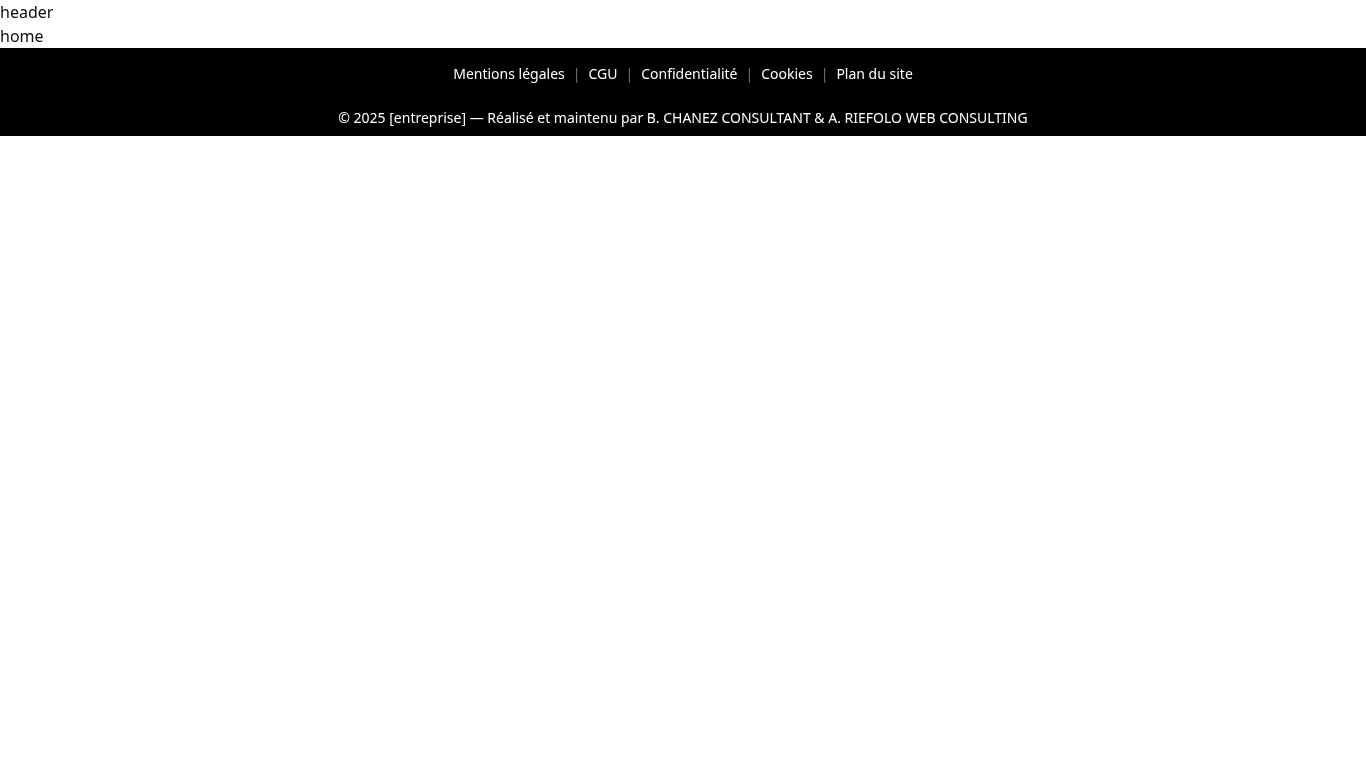 header
home
Mentions légales | CGU | Confidentialité | Cookies | Plan du site
© 2025 [entreprise] — Réalisé et maintenu par B. CHANEZ CONSULTANT & A. RIEFOLO WEB CONSULTING